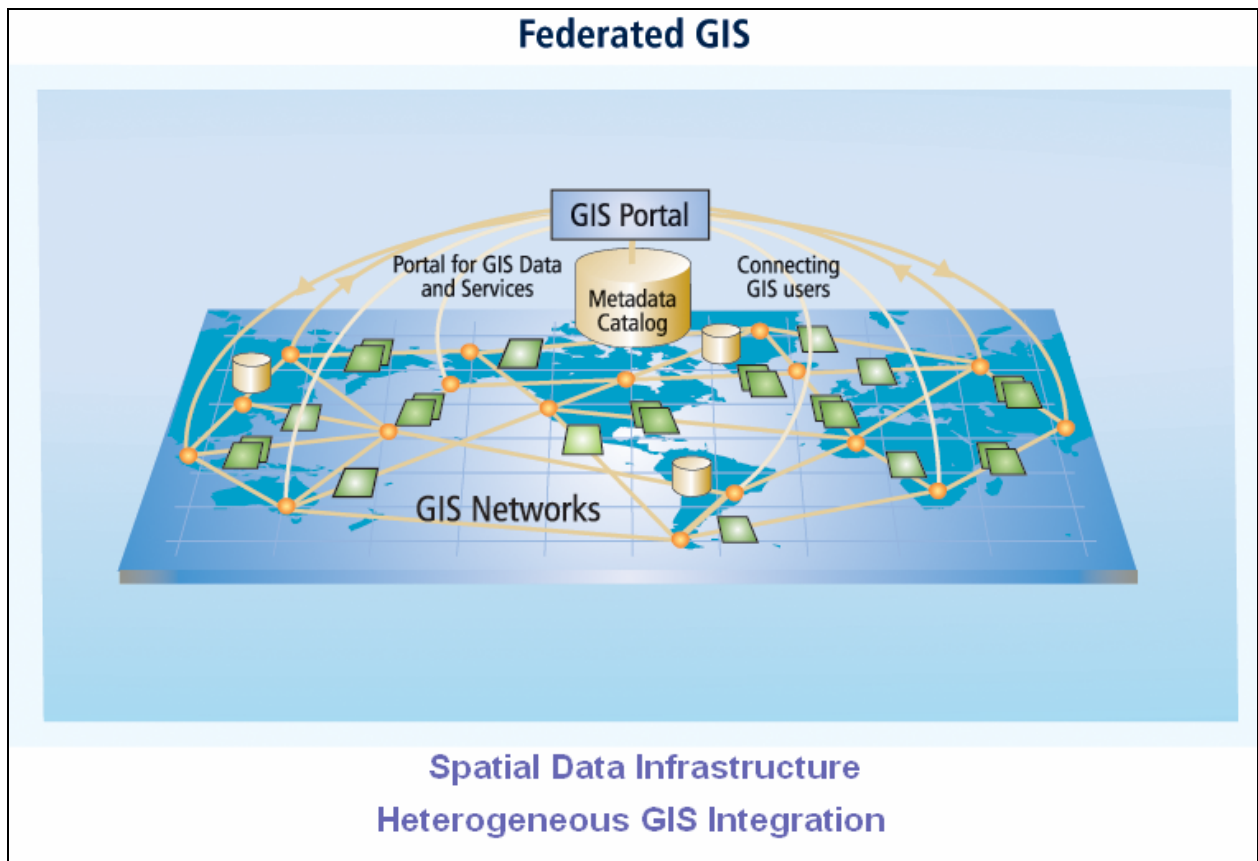 Federated GIS
GIS Portal
Portal for GIS Data
and Services
Metadata
Catalog
Connecting
GIS users
GIS Networks
Spatial Data Infrastructure
Heterogeneous GIS Integration